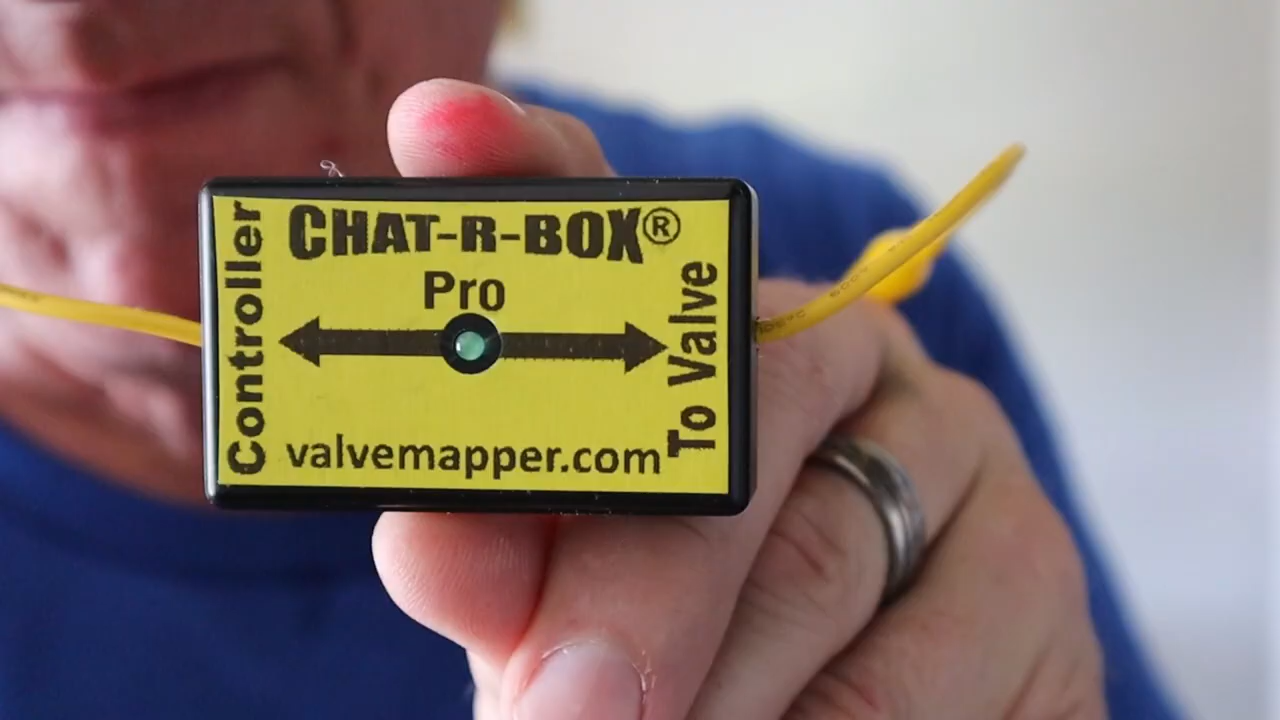 CHAT-R-BOX®
Pro
Controller
To Valve
valvemapper.com